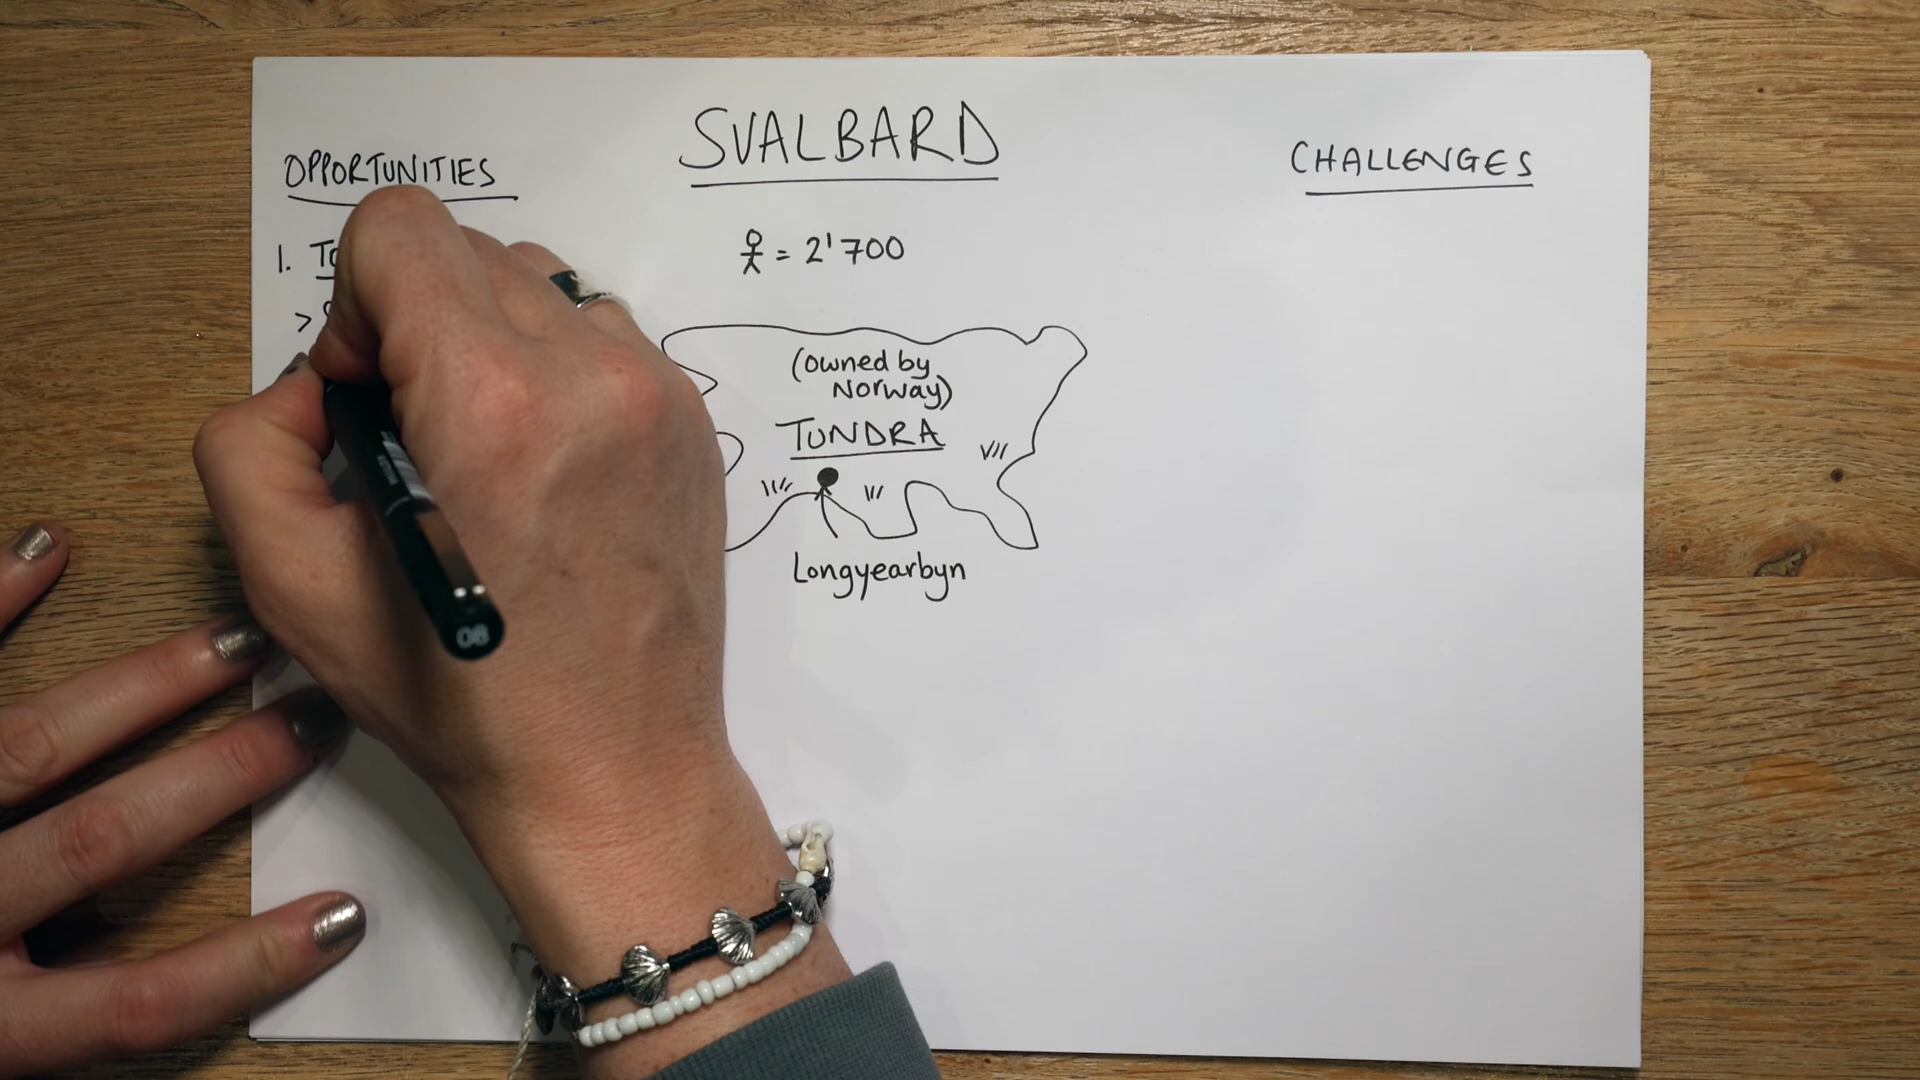 SVALBARD
OPPORTUNITIES
CHALLENGES
= 2'700
1.
>
(owned by
Norway)
TUNDRA
Longyearbyn
08